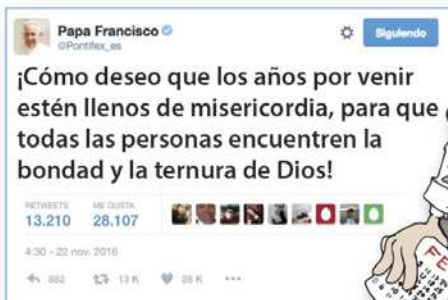 Papa Francisco
@Pontifex_es
Siguiendo
¡Cómo deseo que los años por venir
estén llenos de misericordia, para que
todas las personas encuentren la
bondad y la ternura de Dios!
RETWEETS ME GUSTA
13.210 28.107
4:30 - 22 nov. 2016
882 13 K 28 K
FE